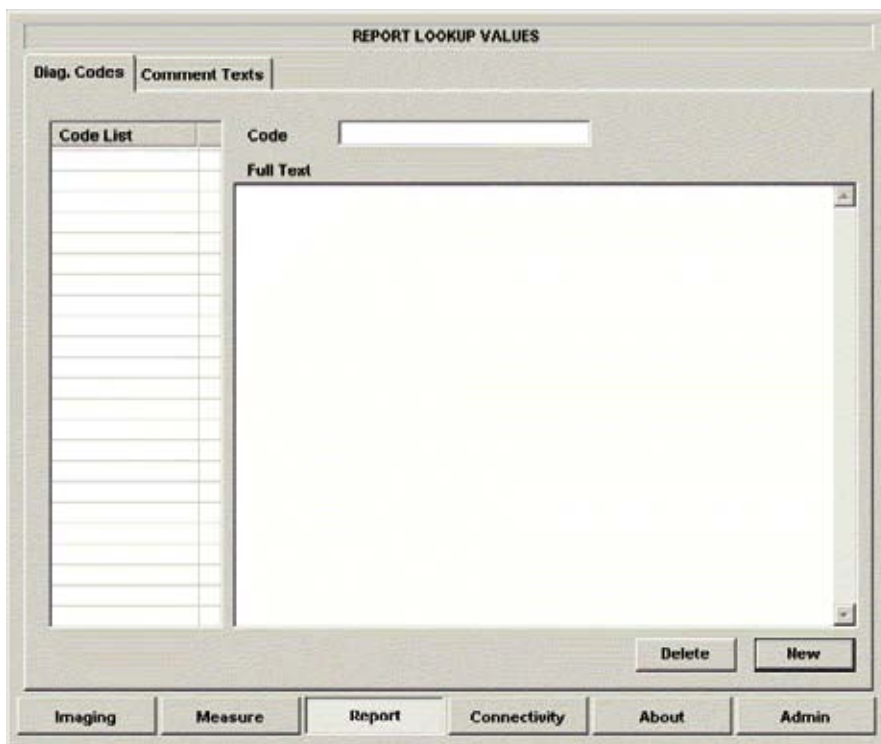 REPORT LOOKUP VALUES
Diag. Codes Comment Texts
Code List Code
Full Text
Delete New
Imaging Measure Report Connectivity About Admin